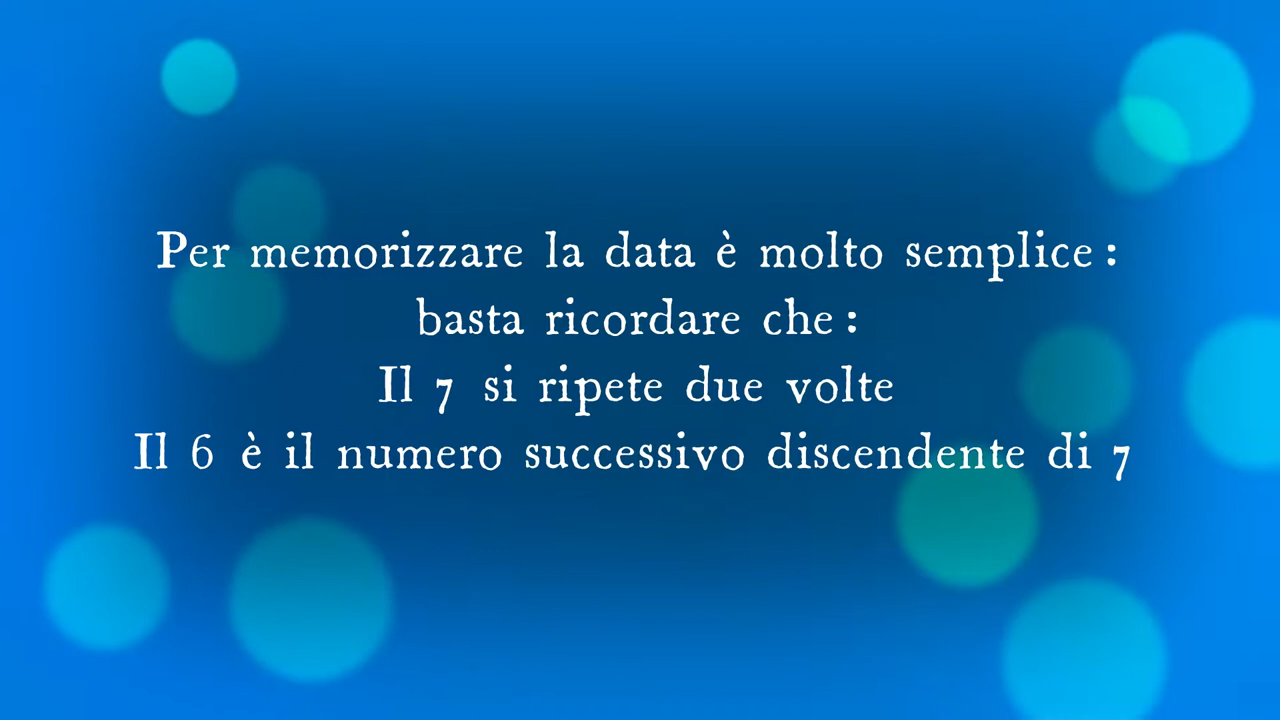 Per memorizzare la data è molto semplice:
basta ricordare che:
Il 7 si ripete due volte
Il 6 è il numero successivo discendente di 7